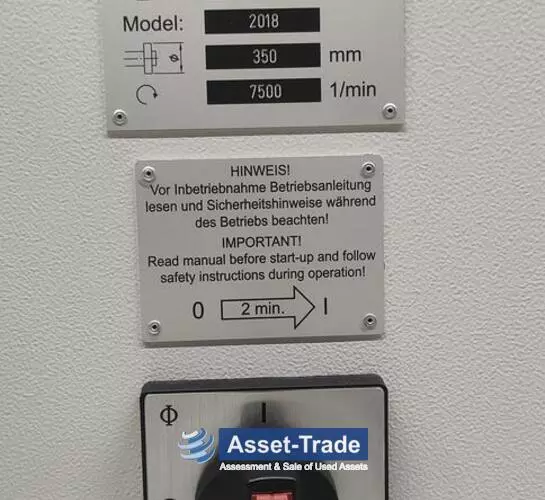 Model: 2018
350 mm
7500 1/min
HINWEIS!
Vor Inbetriebnahme Betriebsanleitung
lesen und Sicherheitshinweise während
des Betriebs beachten!
IMPORTANT!
Read manual before start-up and follow
safety instructions during operation!
0 2 min. I
Φ I
Asset-Trade
Assessment & Sale of Used Assets